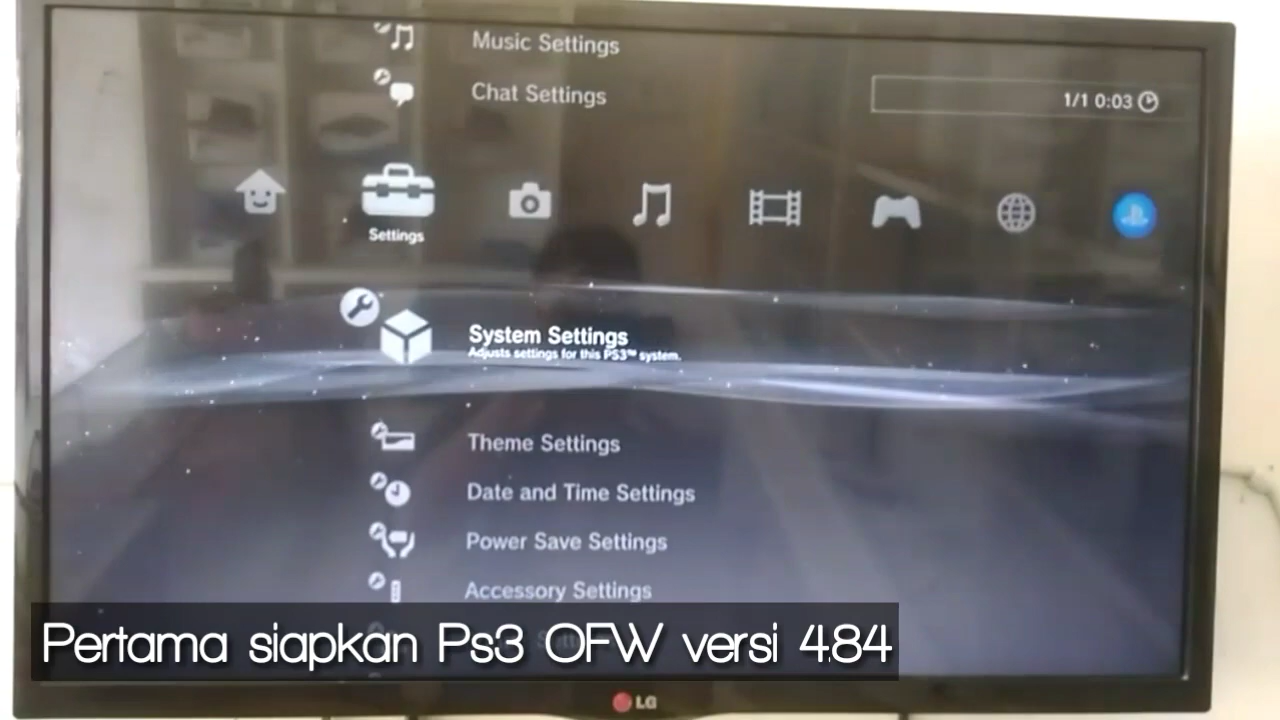 Music Settings
Chat Settings
1/1 0:03
Settings
System Settings
Adjusts settings for this PS3™ system.
Theme Settings
Date and Time Settings
Power Save Settings
Accessory Settings
Pertama siapkan Ps3 OFW versi 4.84
LG